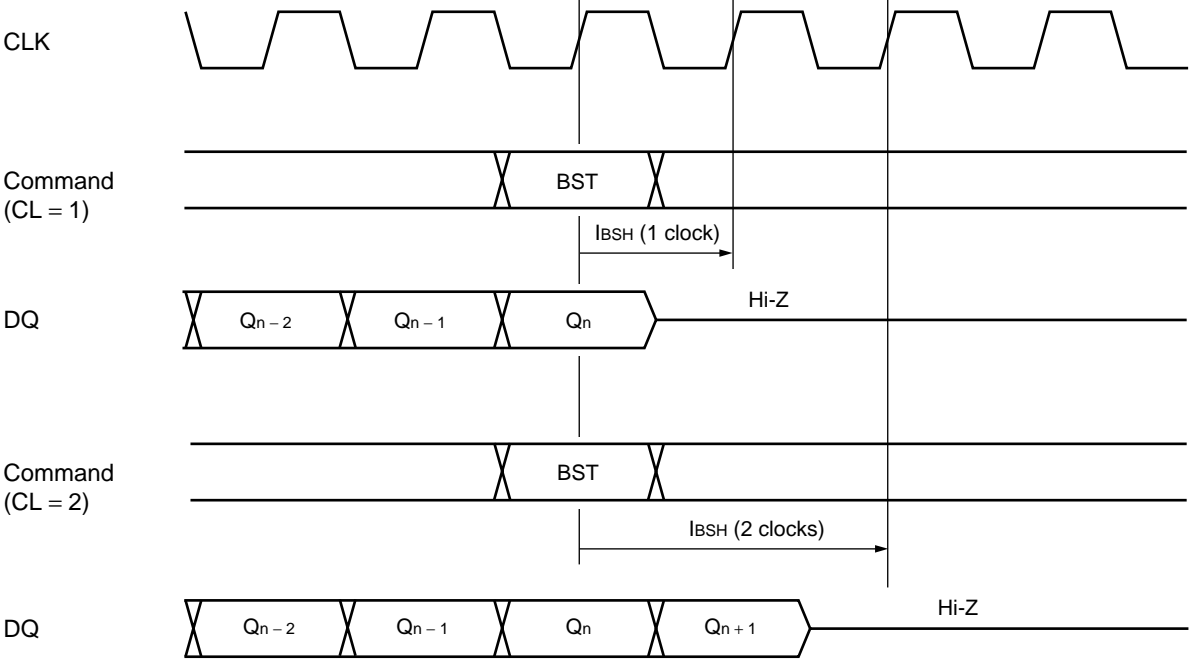 CLK
Command
(CL = 1)
BST
IBSH (1 clock)
DQ
Qn – 2
Qn – 1
Qn
Hi-Z
Command
(CL = 2)
BST
IBSH (2 clocks)
DQ
Qn – 2
Qn – 1
Qn
Qn + 1
Hi-Z